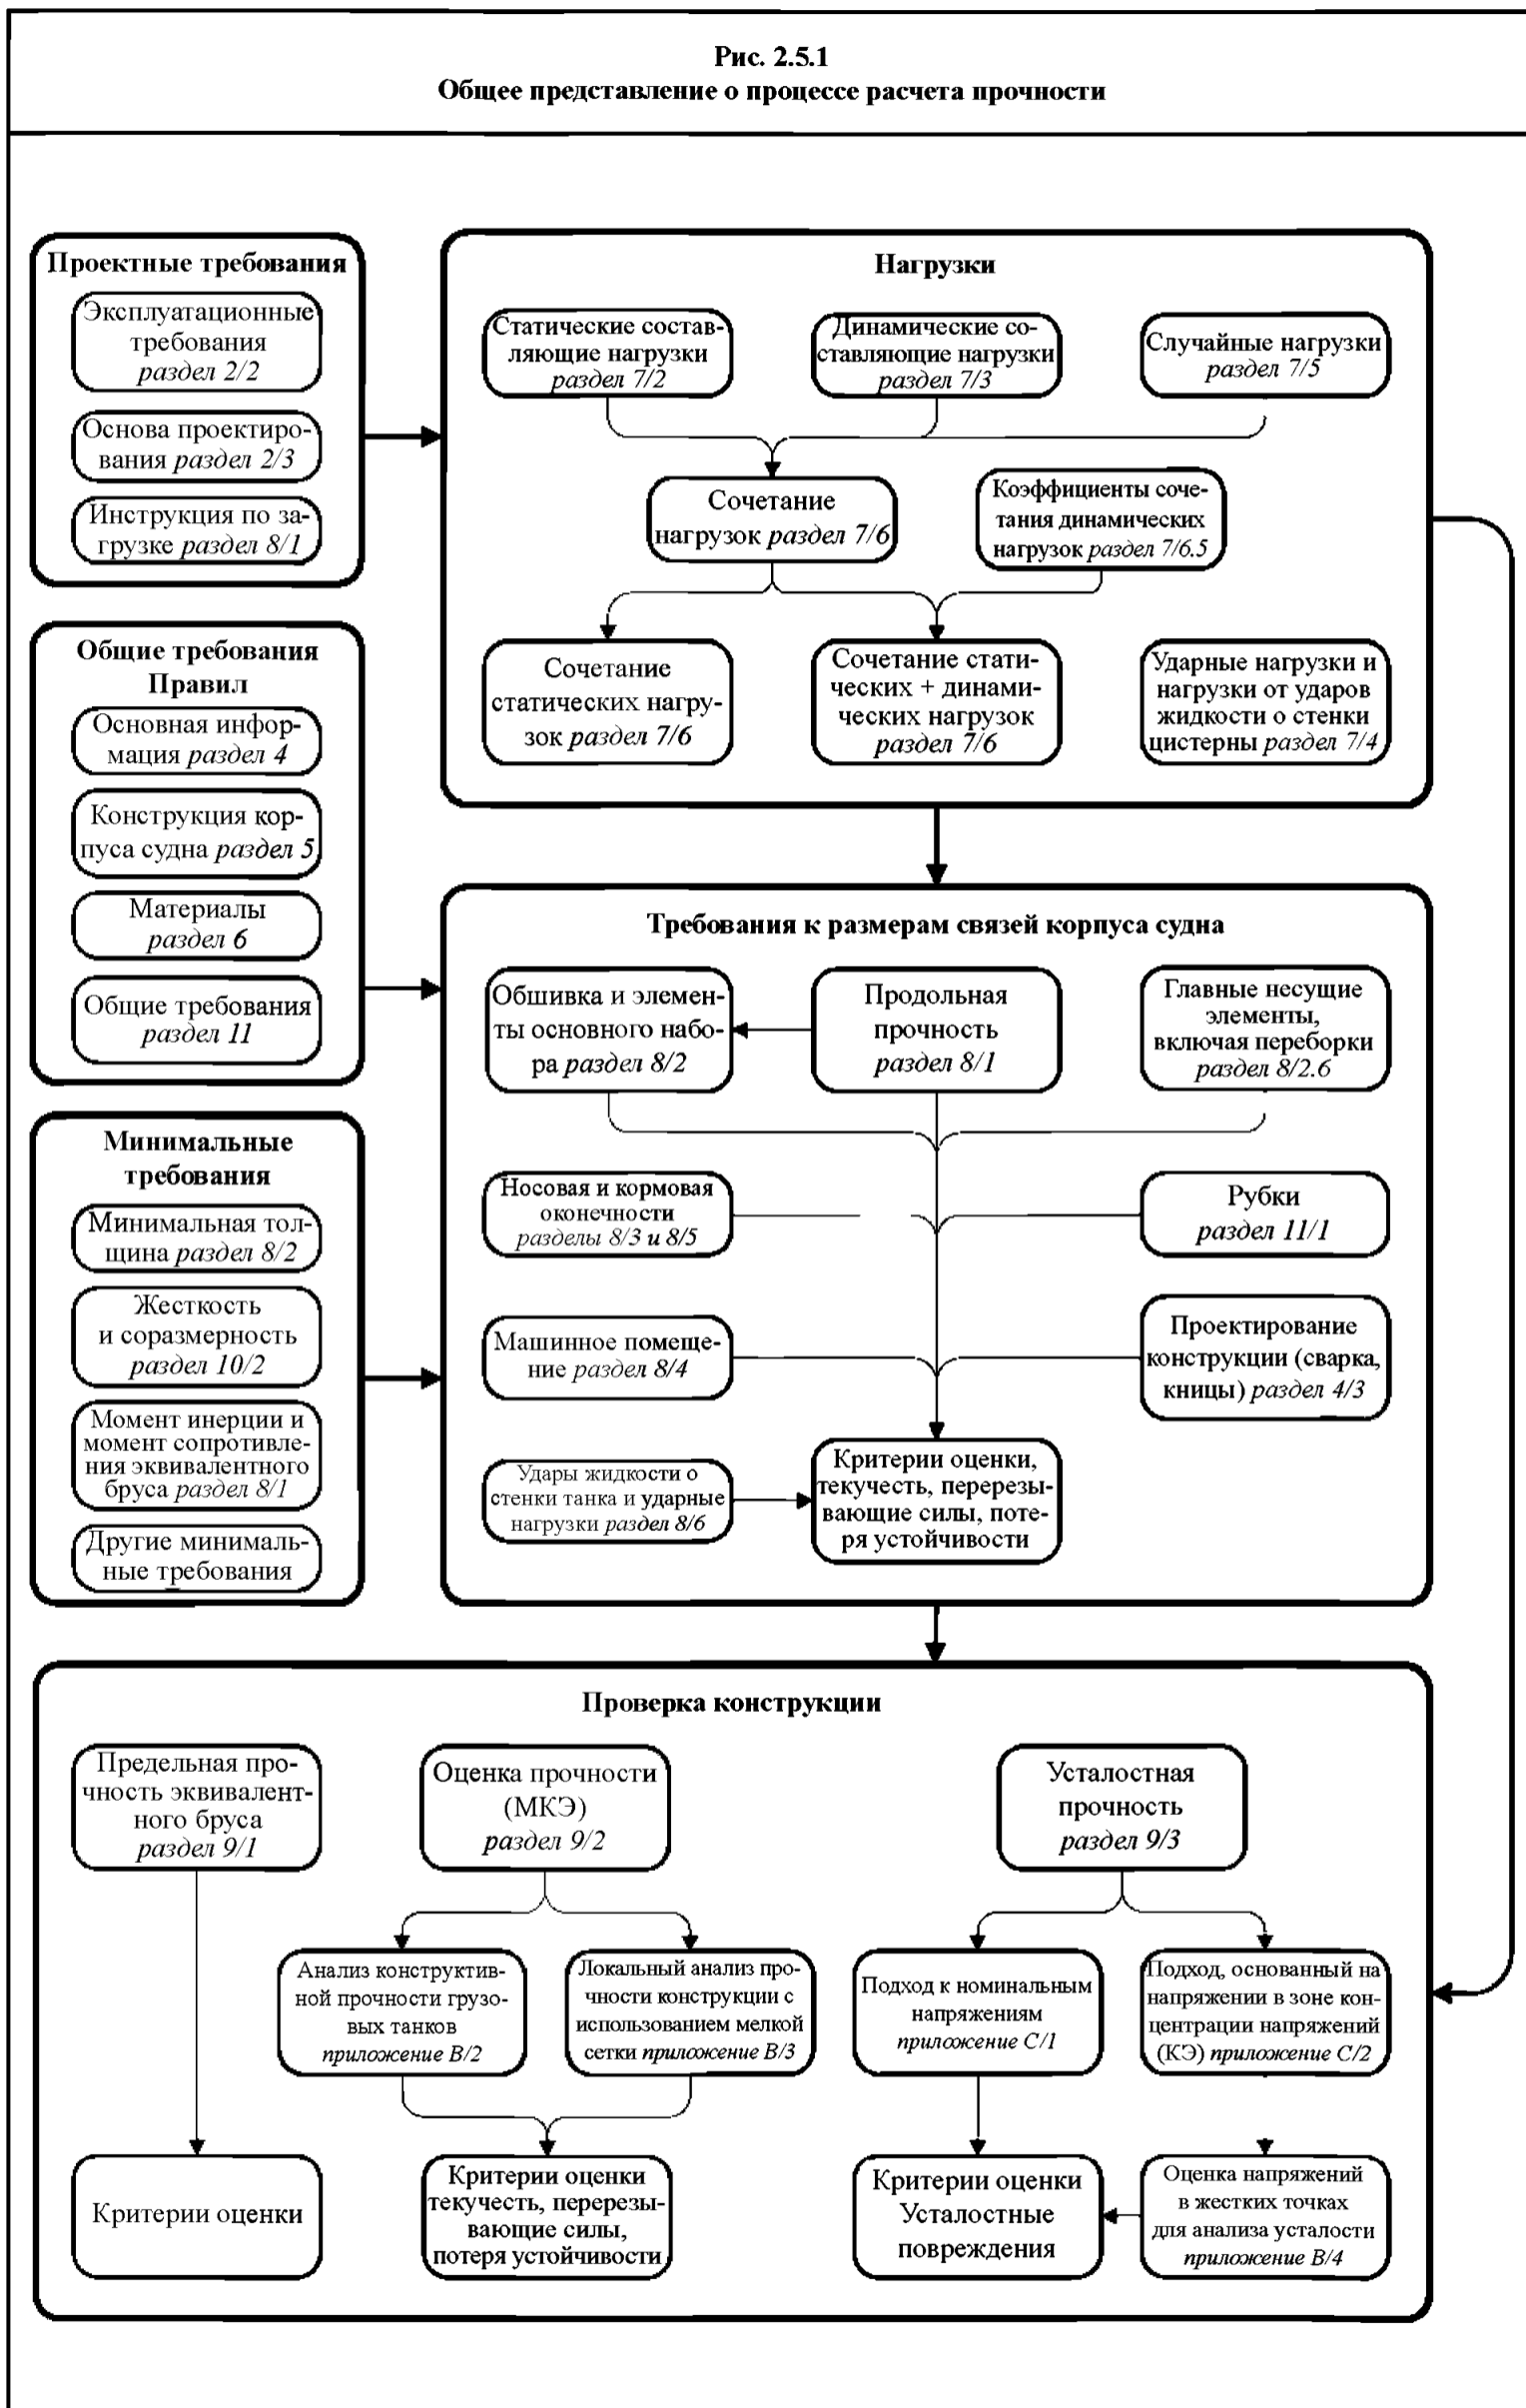 Рис. 2.5.1
Общее представление о процессе расчета прочности
Проектные требования
Эксплуатационные
требования
раздел 2/2
Основа проектиро-
вания раздел 2/3
Инструкция по за-
грузке раздел 8/1
Нагрузки
Статические состав-
ляющие нагрузки
раздел 7/2
Динамические со-
ставляющие нагрузки
раздел 7/3
Случайные нагрузки
раздел 7/5
Сочетание
нагрузок раздел 7/6
Коэффициенты соче-
тания динамических
нагрузок раздел 7/6.5
Сочетание
статических нагру-
зок раздел 7/6
Сочетание стати-
ческих + динами-
ческих нагрузок
раздел 7/6
Ударные нагрузки и
нагрузки от ударов
жидкости о стенки
цистерны раздел 7/4
Общие требования
Правил
Основная инфор-
мация раздел 4
Конструкция кор-
пуса судна раздел 5
Материалы
раздел 6
Общие требования
раздел 11
Минимальные
требования
Минимальная тол-
щина раздел 8/2
Жесткость
и соразмерность
раздел 10/2
Момент инерции и
момент сопротивле-
ния эквивалентного
бруса раздел 8/1
Другие минималь-
ные требования
Требования к размерам связей корпуса судна
Обшивка и элемен-
ты основного набо-
ра раздел 8/2
Продольная
прочность
раздел 8/1
Главные несущие
элементы,
включая переборки
раздел 8/2.6
Носовая и кормовая
оконечности
разделы 8/3 и 8/5
Рубки
раздел 11/1
Машинное помеще-
ние раздел 8/4
Проектирование
конструкции (сварка,
кницы) раздел 4/3
Удары жидкости о
стенки танка и ударные
нагрузки раздел 8/6
Критерии оценки,
текучесть, перерезы-
вающие силы, поте-
ря устойчивости
Проверка конструкции
Предельная про-
чность эквивалент-
ного бруса
раздел 9/1
Оценка прочности
(МКЭ)
раздел 9/2
Усталостная
прочность
раздел 9/3
Анализ конструктив-
ной прочности грузо-
вых танков
приложение В/2
Локальный анализ про-
чности конструкции с
использованием мелкой
сетки приложение В/3
Подход к номинальным
напряжениям
приложение С/1
Подход, основанный на
напряжении в зоне кон-
центрации напряжений
(КЭ) приложение С/2
Критерии оценки
Критерии оценки
текучесть, перерезы-
вающие силы,
потеря устойчивости
Критерии оценки
Усталостные
повреждения
Оценка напряжений
в жестких точках
для анализа усталости
приложение В/4